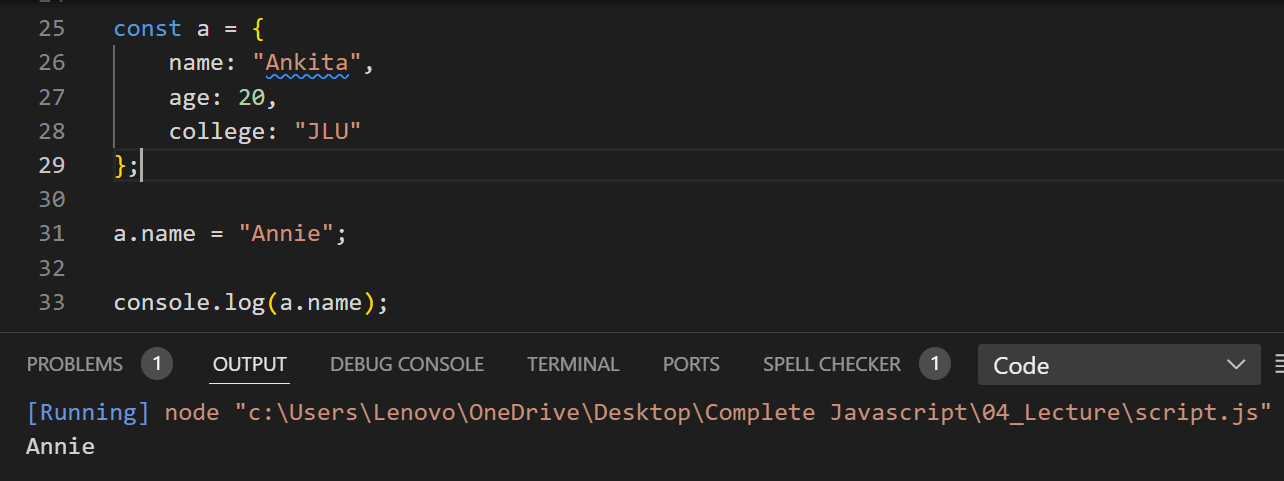 25 const a = {
26 name: "Ankita",
27 age: 20,
28 college: "JLU"
29 };
30
31 a.name = "Annie";
32
33 console.log(a.name);
PROBLEMS 1 OUTPUT DEBUG CONSOLE TERMINAL PORTS SPELL CHECKER 1 Code
[Running] node "c:\Users\Lenovo\OneDrive\Desktop\Complete Javascript\04_Lecture\script.js"
Annie